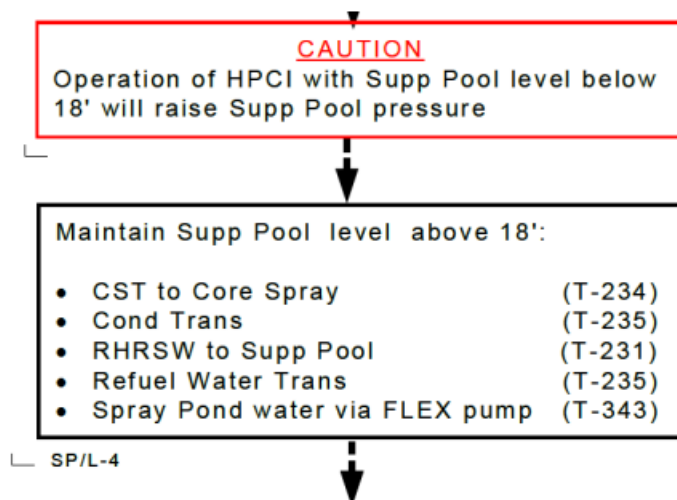 CAUTION
Operation of HPCI with Supp Pool level below
18' will raise Supp Pool pressure
Maintain Supp Pool level above 18':
• CST to Core Spray (T-234)
• Cond Trans (T-235)
• RHRSW to Supp Pool (T-231)
• Refuel Water Trans (T-235)
• Spray Pond water via FLEX pump (T-343)
SP/L-4